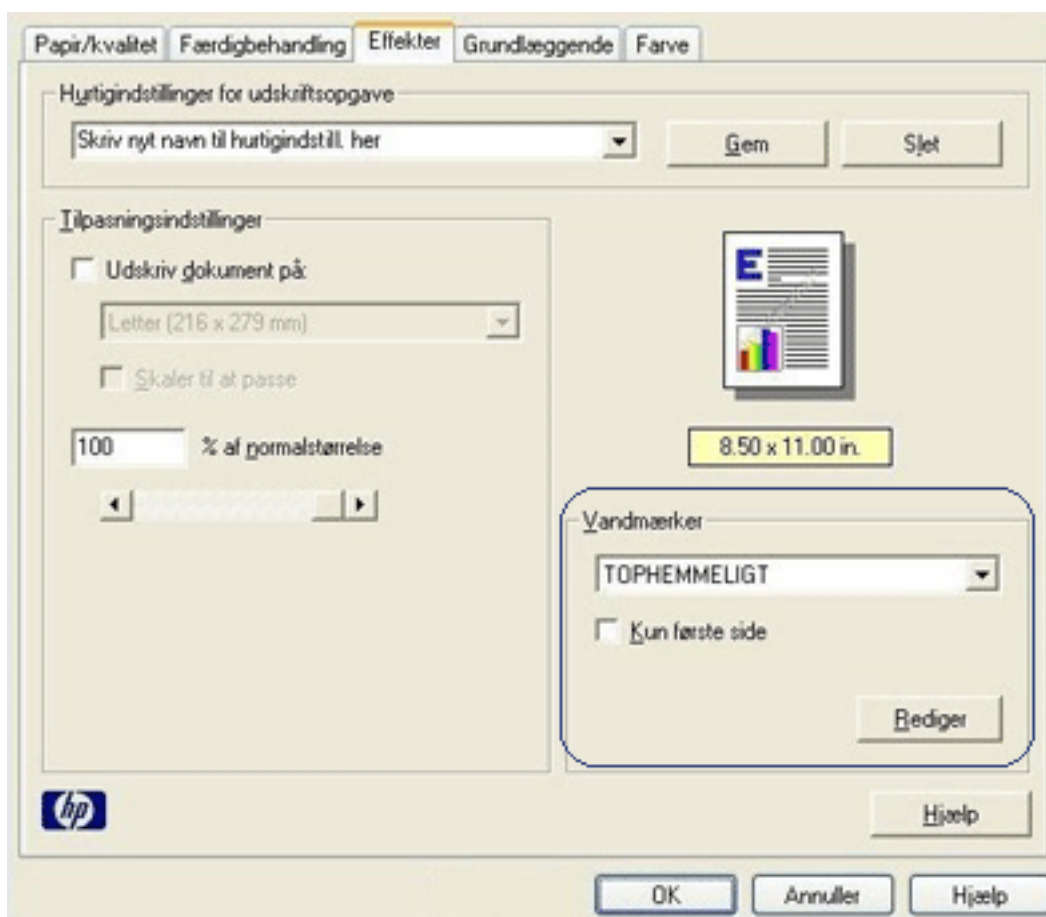 Papir/kvalitet Færdigbehandling Effekter Grundlæggende Farve
Hurtigindstillinger for udskriftsopgave
Skriv nyt navn til hurtigindstill. her Gem Slet
Tilpasningsindstillinger
Udskriv dokument på:
Letter (216 x 279 mm)
Skaler til at passe
100 % af normalstørrelse
E
8.50 x 11.00 in.
Vandmærker
TOPHEMMELIGT
Kun første side
Rediger
hp
Hjælp
OK Annuller Hjælp